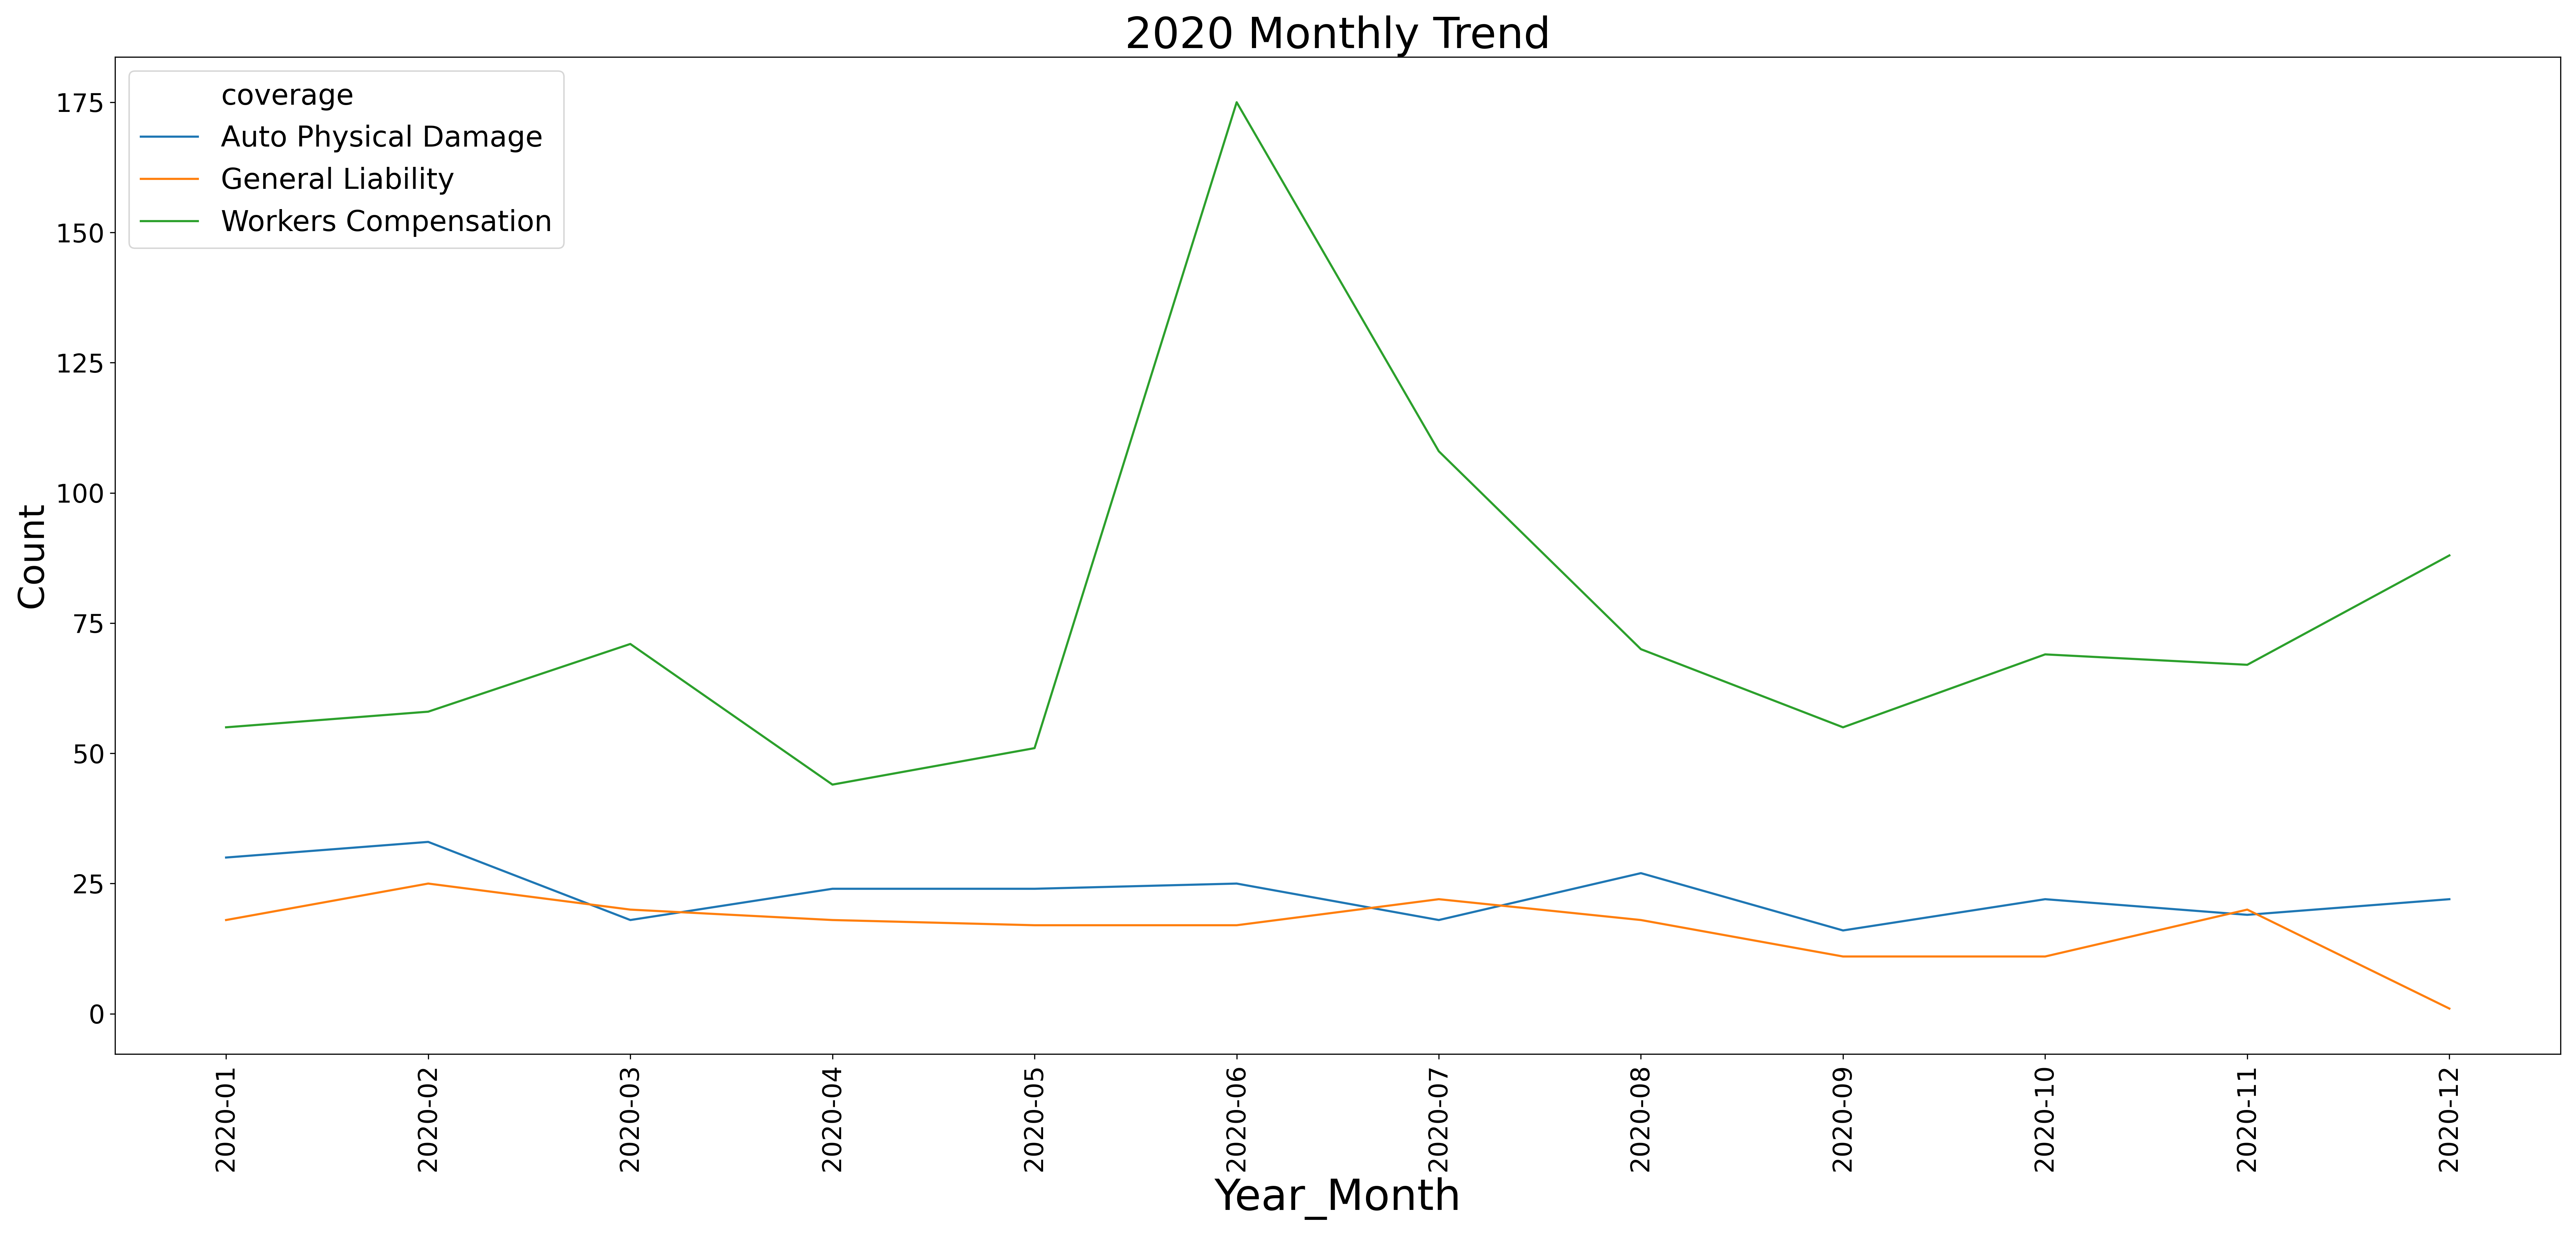 2020 Monthly Trend
coverage
Auto Physical Damage
General Liability
Workers Compensation
175
150
125
100
75
50
25
0
Count
2020-01
2020-02
2020-03
2020-04
2020-05
2020-06
2020-07
2020-08
2020-09
2020-10
2020-11
2020-12
Year_Month